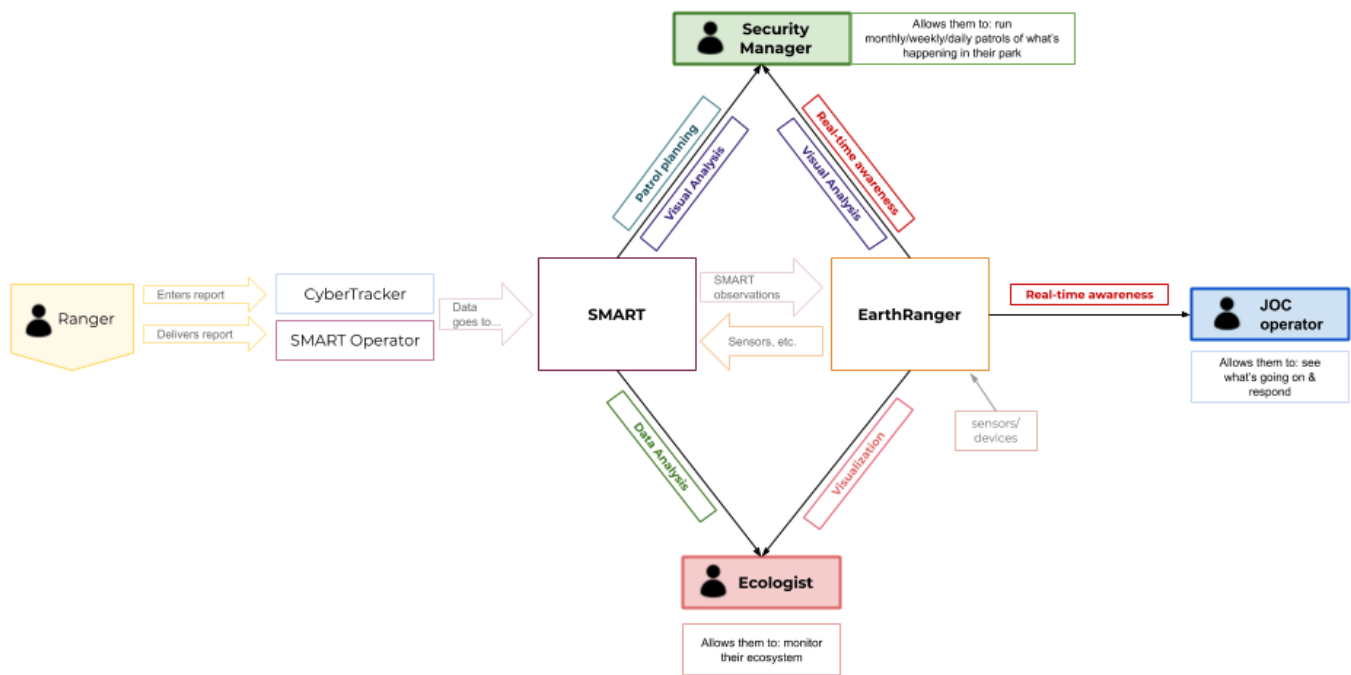 Security
Manager
Allows them to: run
monthly/weekly/daily patrols of what's
happening in their park
Patrol planning
Visual Analysis
Real-time awareness
Visual Analysis
Ranger
Enters report
Delivers report
CyberTracker
SMART Operator
Data
goes to...
SMART
SMART
observations
Sensors, etc.
EarthRanger
Real-time awareness
JOC
operator
Allows them to: see
what's going on &
respond
sensors/
devices
Data Analysis
Visualization
Ecologist
Allows them to: monitor
their ecosystem